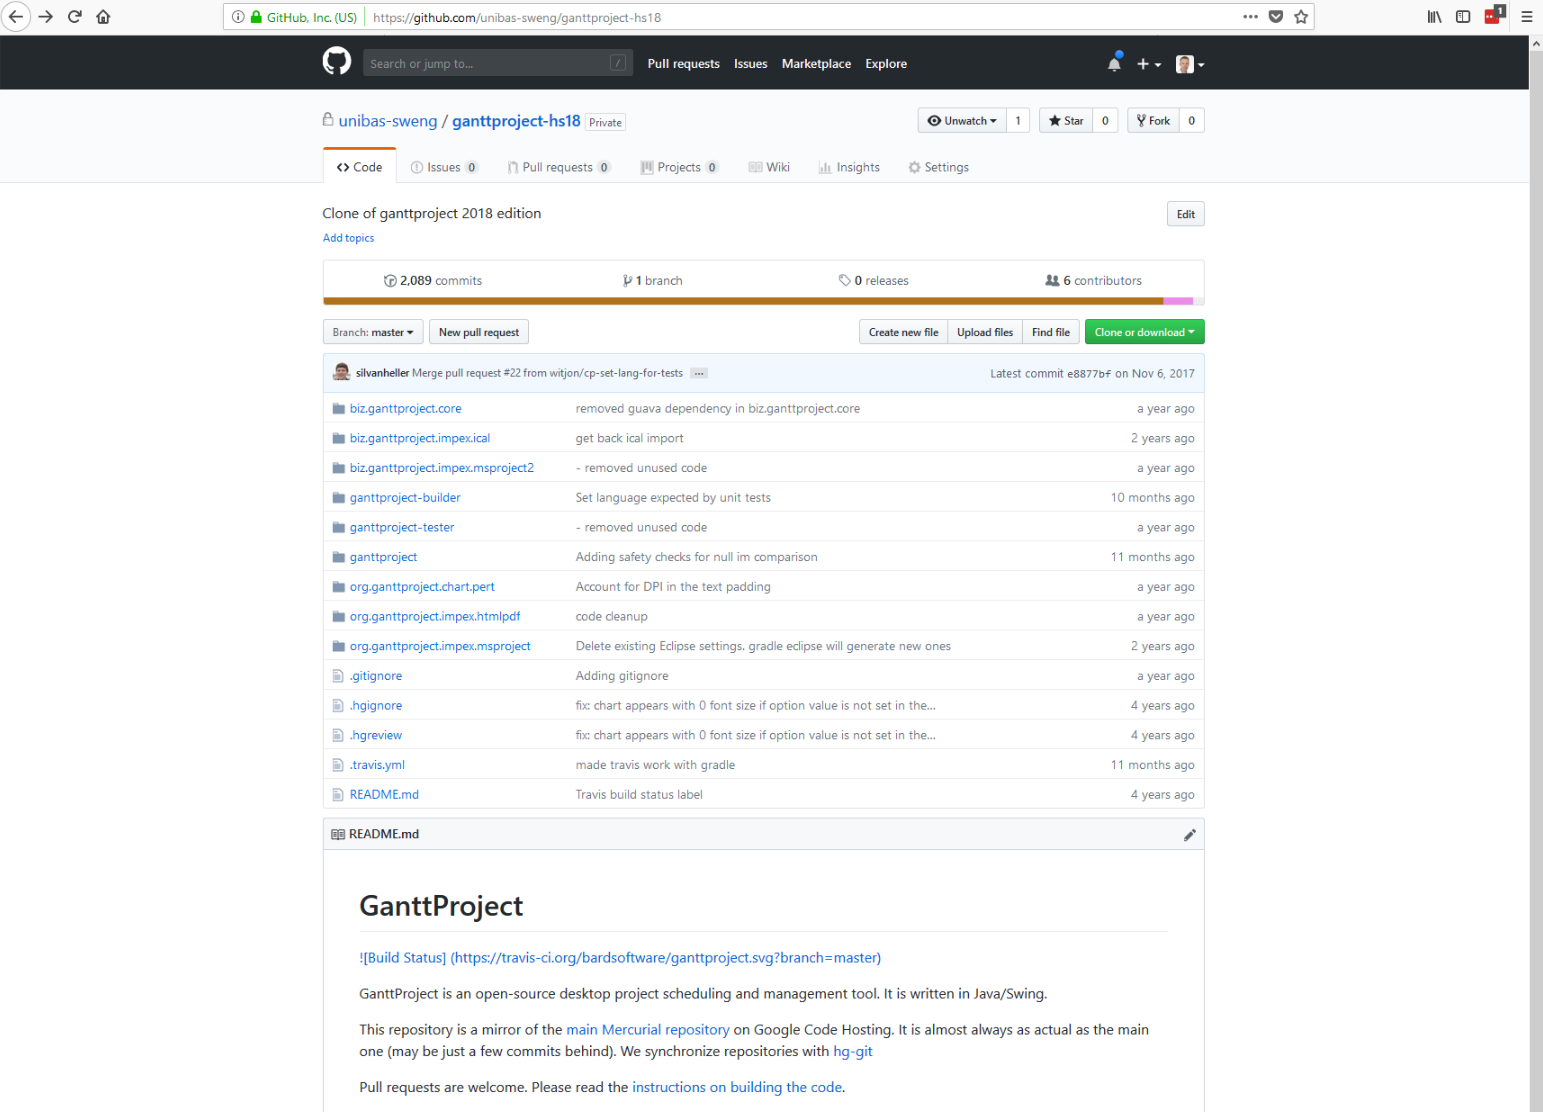 GitHub, Inc. (US) https://github.com/unibas-sweng/ganttproject-hs18
1
Search or jump to... / Pull requests Issues Marketplace Explore
unibas-sweng / ganttproject-hs18 Private Unwatch 1 Star 0 Fork 0
Code Issues 0 Pull requests 0 Projects 0 Wiki Insights Settings
Clone of ganttproject 2018 edition Edit
Add topics
2,089 commits 1 branch 0 releases 6 contributors
Branch: master New pull request Create new file Upload files Find file Clone or download
silvanheller Merge pull request #22 from witjon/cp-set-lang-for-tests ... Latest commit e8877bf on Nov 6, 2017
biz.ganttproject.core removed guava dependency in biz.ganttproject.core a year ago
biz.ganttproject.impex.ical get back ical import 2 years ago
biz.ganttproject.impex.msproject2 - removed unused code a year ago
ganttproject-builder Set language expected by unit tests 10 months ago
ganttproject-tester - removed unused code a year ago
ganttproject Adding safety checks for null im comparison 11 months ago
org.ganttproject.chart.pert Account for DPI in the text padding a year ago
org.ganttproject.impex.htmlpdf code cleanup a year ago
org.ganttproject.impex.msproject Delete existing Eclipse settings. gradle eclipse will generate new ones 2 years ago
.gitignore Adding gitignore a year ago
.hgignore fix: chart appears with 0 font size if option value is not set in the... 4 years ago
.hgreview fix: chart appears with 0 font size if option value is not set in the... 4 years ago
.travis.yml made travis work with gradle 11 months ago
README.md Travis build status label 4 years ago
README.md
GanttProject
![Build Status] (https://travis-ci.org/bardsoftware/ganttproject.svg?branch=master)
GanttProject is an open-source desktop project scheduling and management tool. It is written in Java/Swing.
This repository is a mirror of the main Mercurial repository on Google Code Hosting. It is almost always as actual as the main
one (may be just a few commits behind). We synchronize repositories with hg-git
Pull requests are welcome. Please read the instructions on building the code.